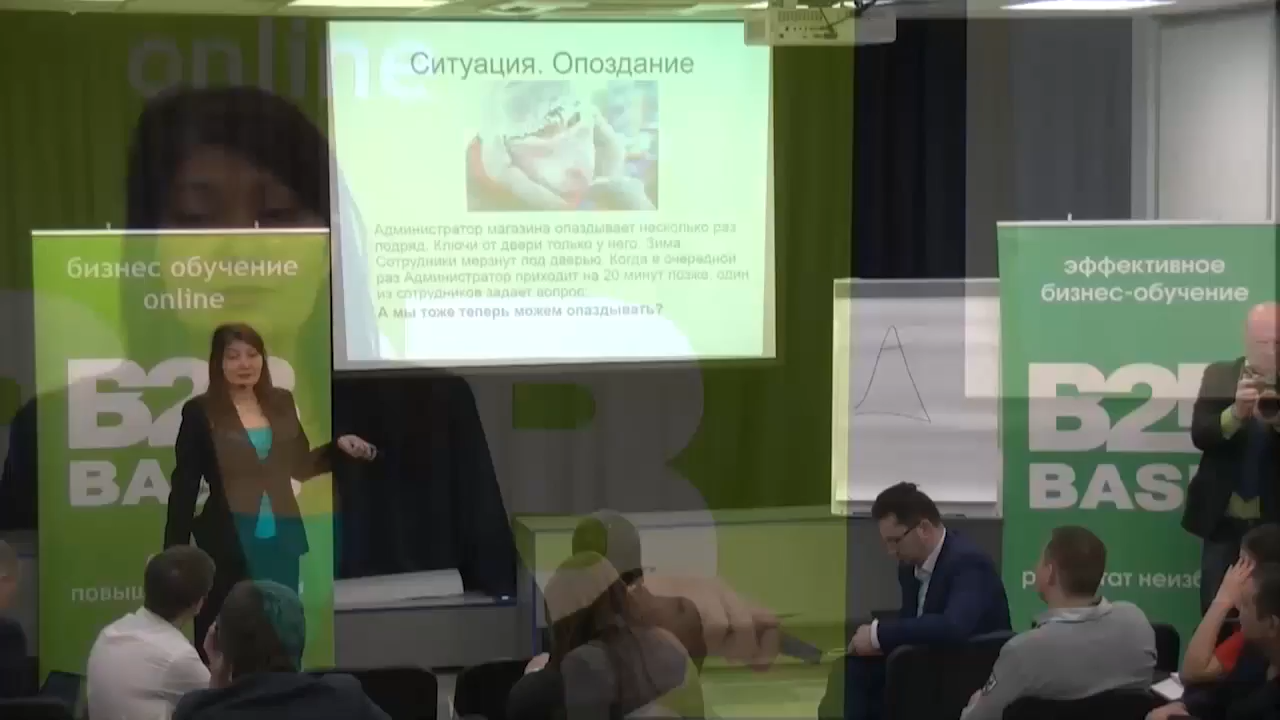 online
Ситуация. Опоздание
Администратор магазина опаздывает несколько раз
подряд. Ключи от двери только у него. Зима.
Сотрудники мерзнут под дверью. Когда в очередной
раз Администратор приходит на 20 минут позже, один
из сотрудников задает вопрос:
А мы тоже теперь можем опаздывать?
бизнес обучение
online
B2B
BASIS
повыш
эффективное
бизнес-обучение
B2B
BASI
результат неизб